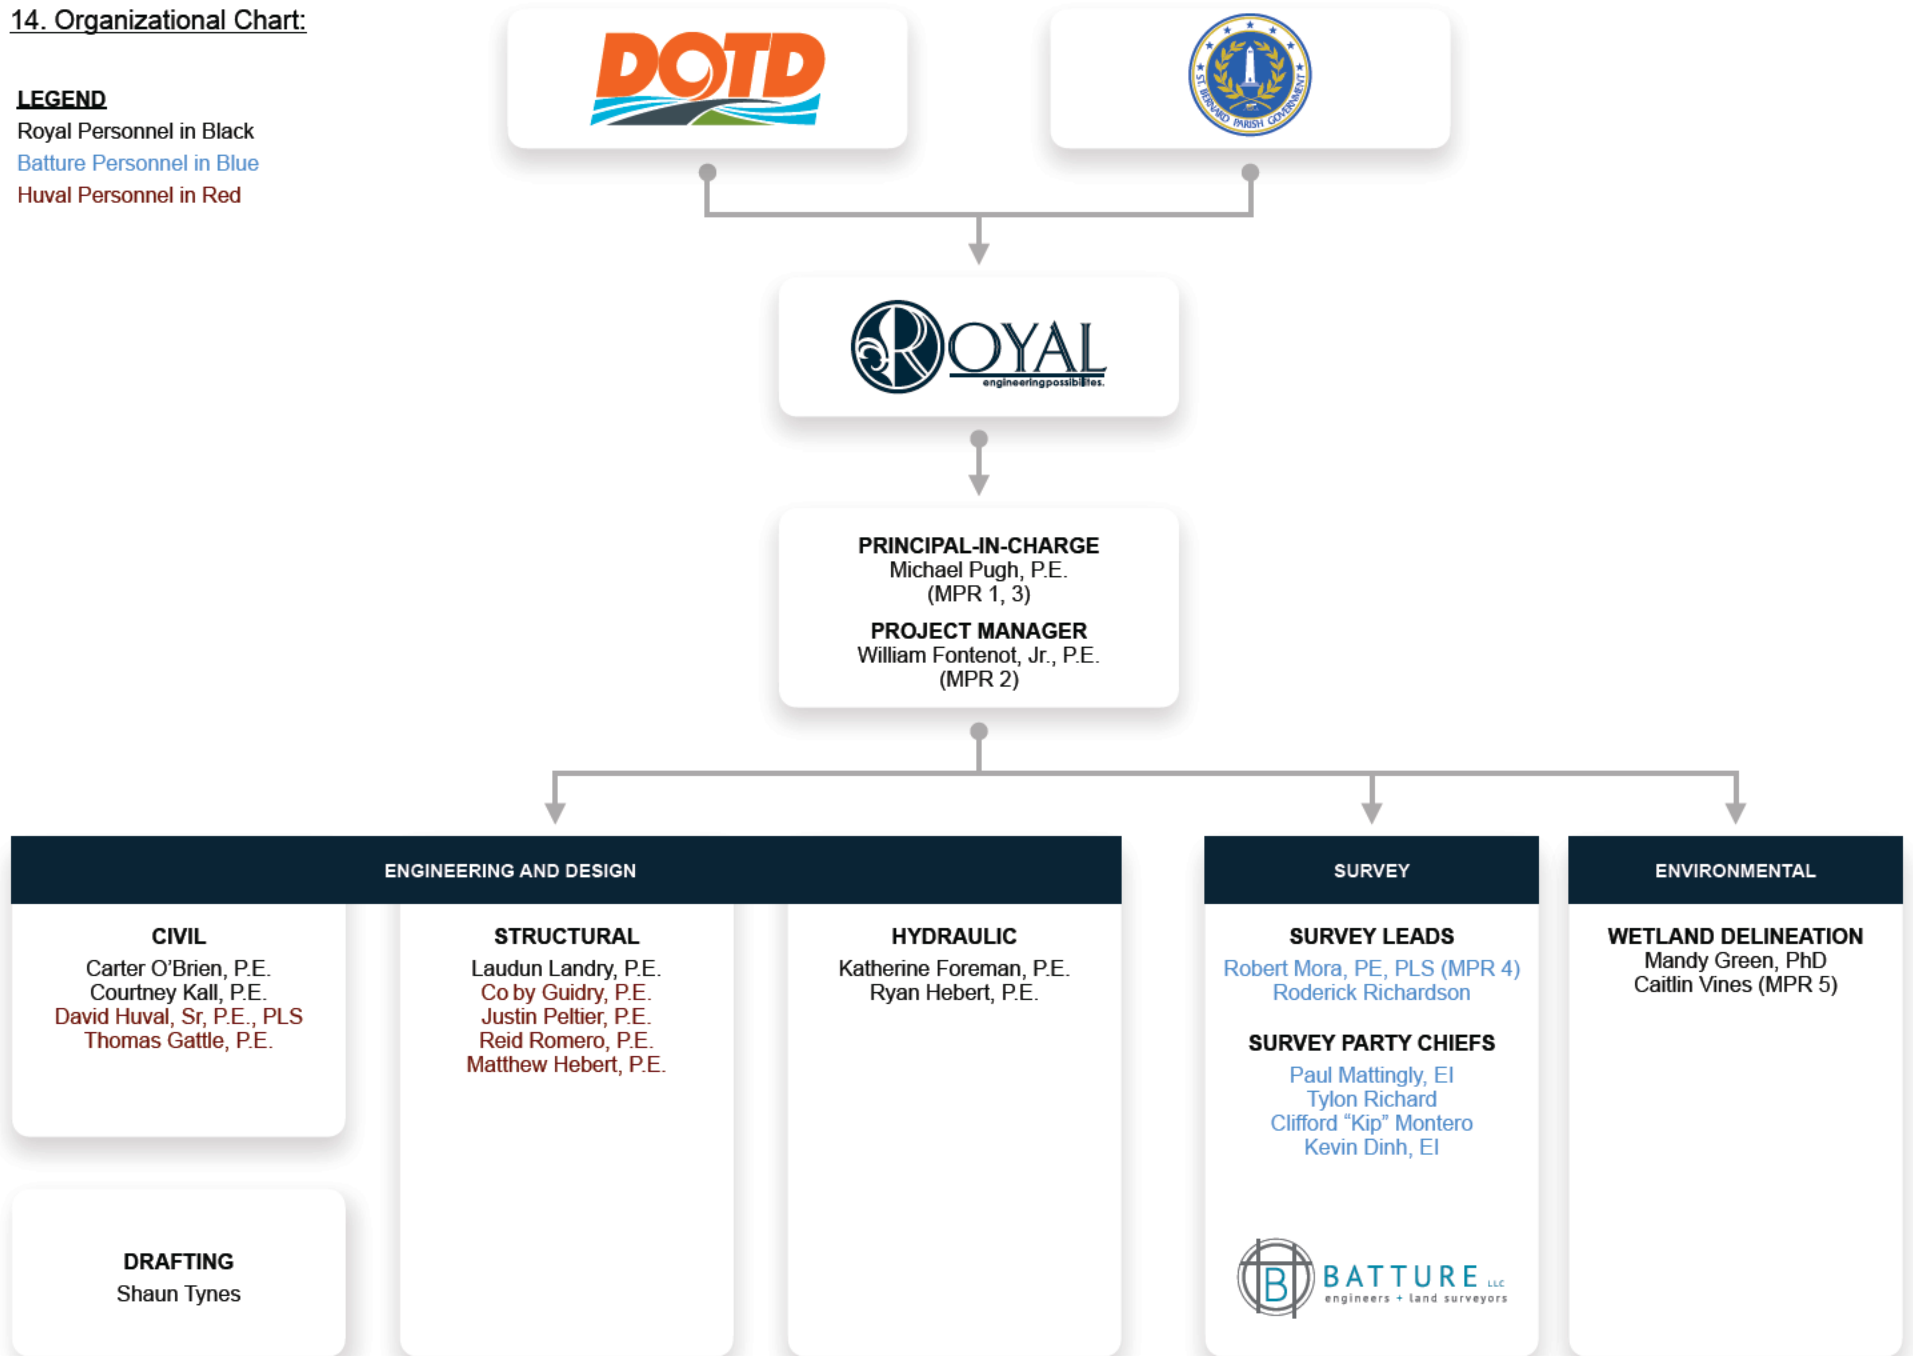 14. Organizational Chart:
LEGEND
Royal Personnel in Black
Batture Personnel in Blue
Huval Personnel in Red
DOTD
ST. BERNARD PARISH GOVERNMENT
ROYAL
engineeringpossibilites.
PRINCIPAL-IN-CHARGE
Michael Pugh, P.E.
(MPR 1, 3)
PROJECT MANAGER
William Fontenot, Jr., P.E.
(MPR 2)
ENGINEERING AND DESIGN
CIVIL
Carter O’Brien, P.E.
Courtney Kall, P.E.
David Huval, Sr, P.E., PLS
Thomas Gattle, P.E.
DRAFTING
Shaun Tynes
STRUCTURAL
Laudun Landry, P.E.
Co by Guidry, P.E.
Justin Peltier, P.E.
Reid Romero, P.E.
Matthew Hebert, P.E.
HYDRAULIC
Katherine Foreman, P.E.
Ryan Hebert, P.E.
SURVEY
SURVEY LEADS
Robert Mora, PE, PLS (MPR 4)
Roderick Richardson
SURVEY PARTY CHIEFS
Paul Mattingly, EI
Tylon Richard
Clifford “Kip” Montero
Kevin Dinh, EI
B BATTURE LLC
engineers + land surveyors
ENVIRONMENTAL
WETLAND DELINEATION
Mandy Green, PhD
Caitlin Vines (MPR 5)